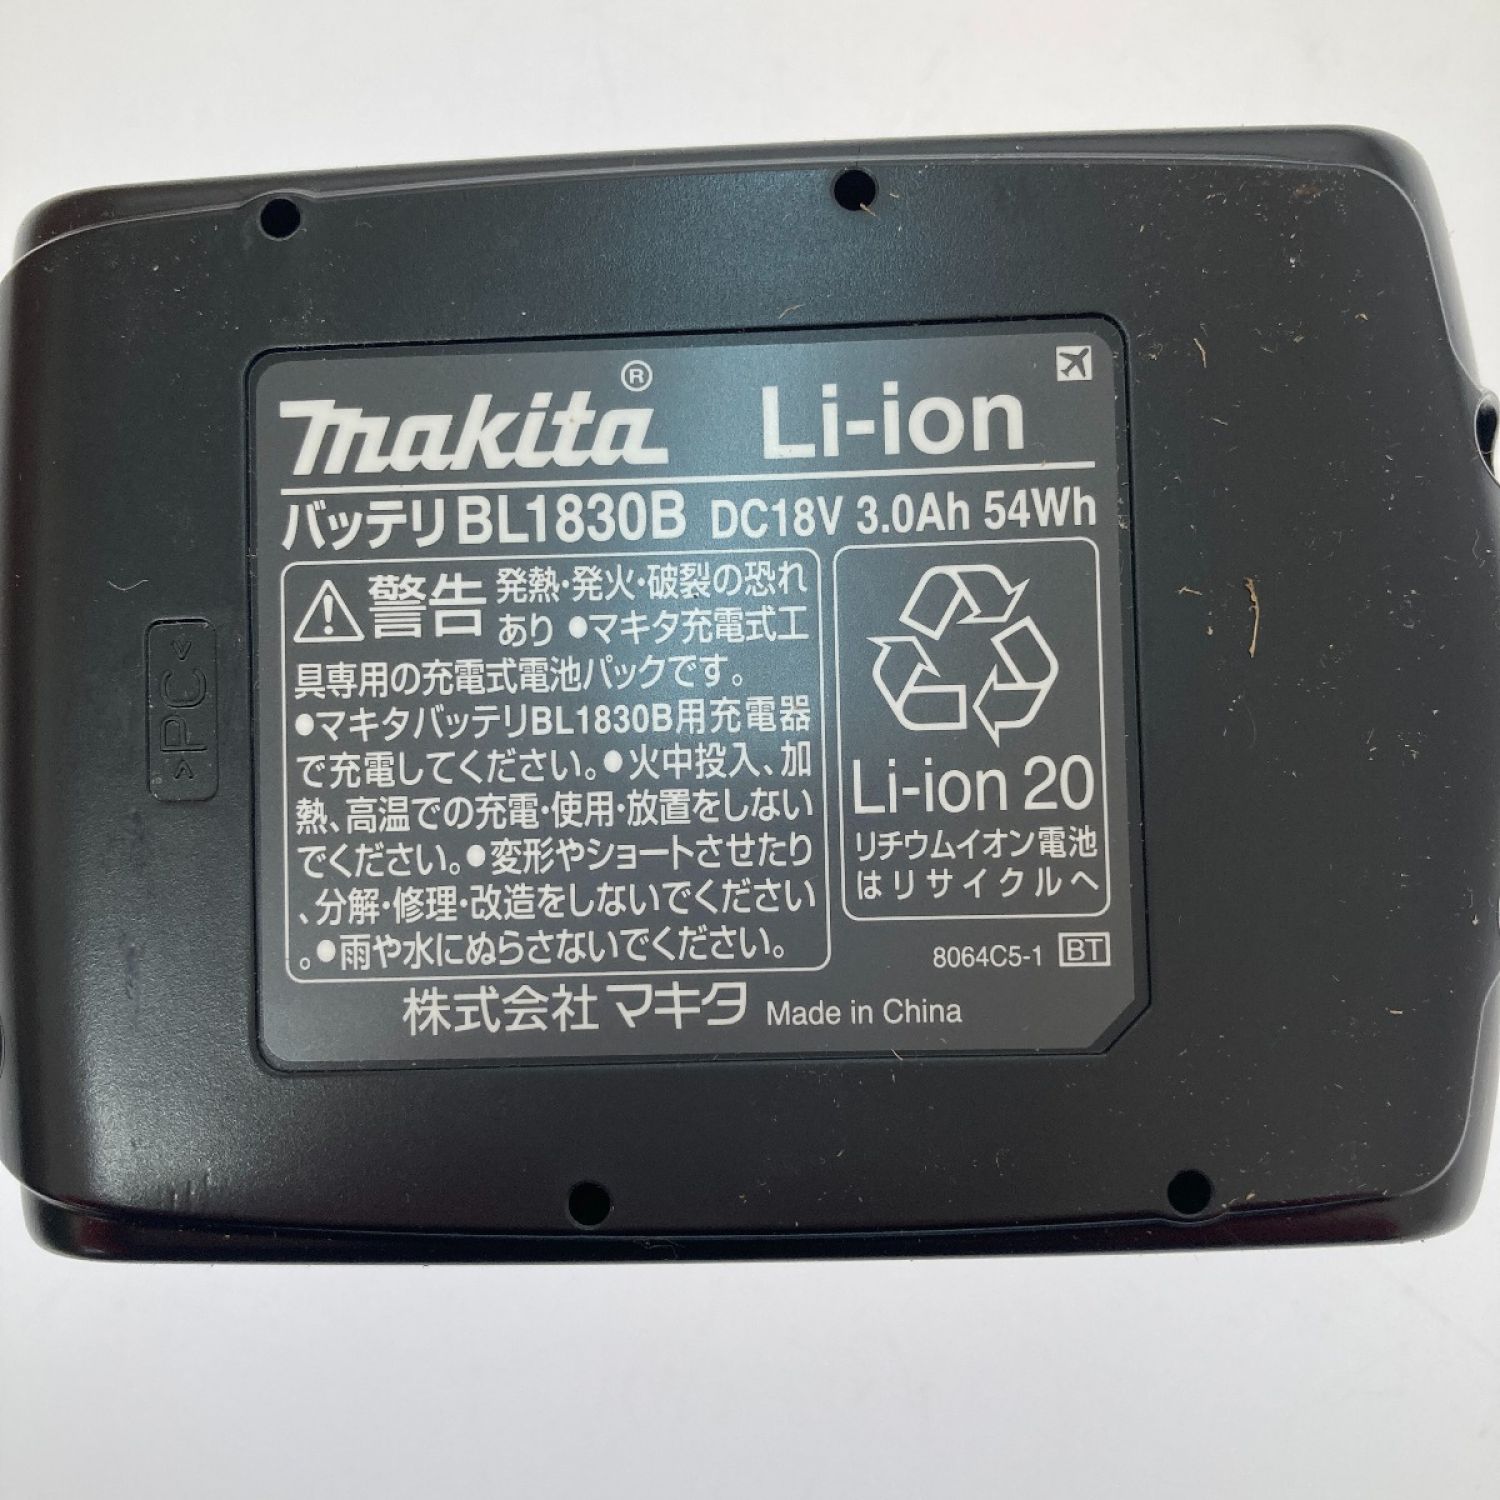 makita® Li-ion
バッテリBL1830B DC18V 3.0Ah 54Wh
警告 発熱・発火・破裂の恐れ
あり ●マキタ充電式工
具専用の充電式電池パックです。
●マキタバッテリBL1830B用充電器
で充電してください。●火中投入、加
熱、高温での充電・使用・放置をしない
でください。●変形やショートさせたり
、分解・修理・改造をしないでください
。●雨や水にぬらさないでください。
Li-ion 20
リチウムイオン電池
はリサイクルへ
8064C5-1 BT
株式会社マキタ Made in China
>PC<